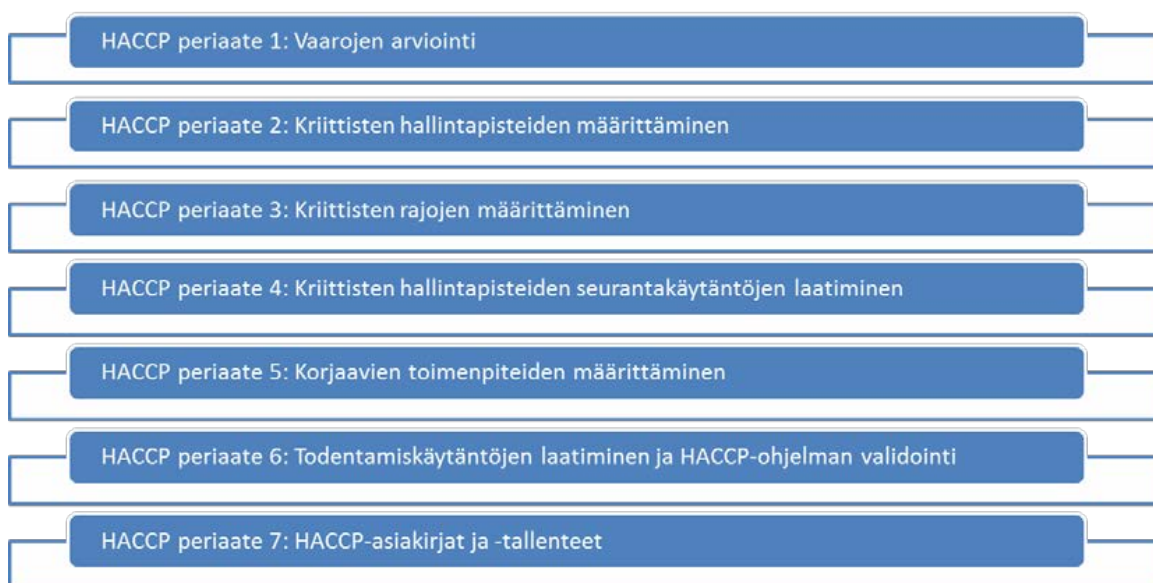 HACCP periaate 1: Vaarojen arviointi
HACCP periaate 2: Kriittisten hallintapisteiden määrittäminen
HACCP periaate 3: Kriittisten rajojen määrittäminen
HACCP periaate 4: Kriittisten hallintapisteiden seurantakäytäntöjen laatiminen
HACCP periaate 5: Korjaavien toimenpiteiden määrittäminen
HACCP periaate 6: Todentamiskäytäntöjen laatiminen ja HACCP-ohjelman validointi
HACCP periaate 7: HACCP-asiakirjat ja -tallenteet